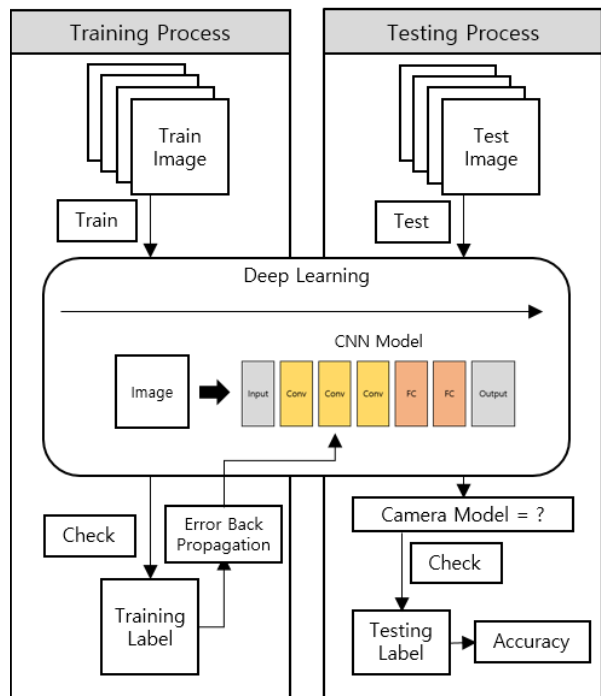 Training Process
Testing Process
Train
Image
Test
Image
Train
Test
Deep Learning
CNN Model
Image
Input
Conv
Conv
Conv
FC
FC
Output
Check
Error Back
Propagation
Training
Label
Camera Model = ?
Check
Testing
Label
Accuracy